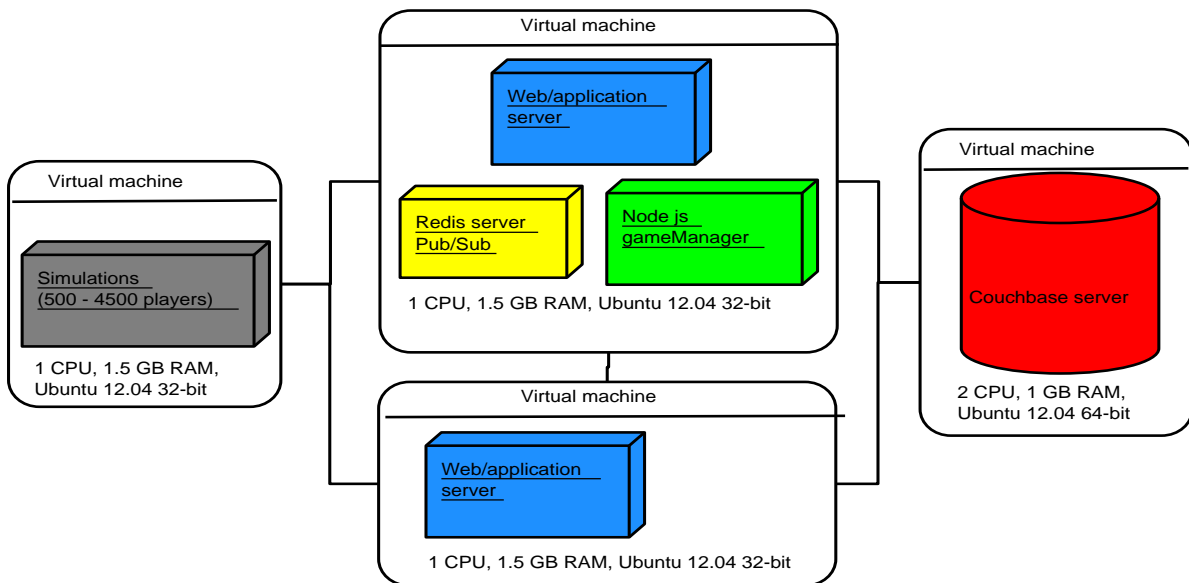 Virtual machine
Simulations
(500 - 4500 players)
1 CPU, 1.5 GB RAM,
Ubuntu 12.04 32-bit
Virtual machine
Web/application
server
Redis server
Pub/Sub
Node js
gameManager
1 CPU, 1.5 GB RAM, Ubuntu 12.04 32-bit
Virtual machine
Web/application
server
1 CPU, 1.5 GB RAM, Ubuntu 12.04 32-bit
Virtual machine
Couchbase server
2 CPU, 1 GB RAM,
Ubuntu 12.04 64-bit